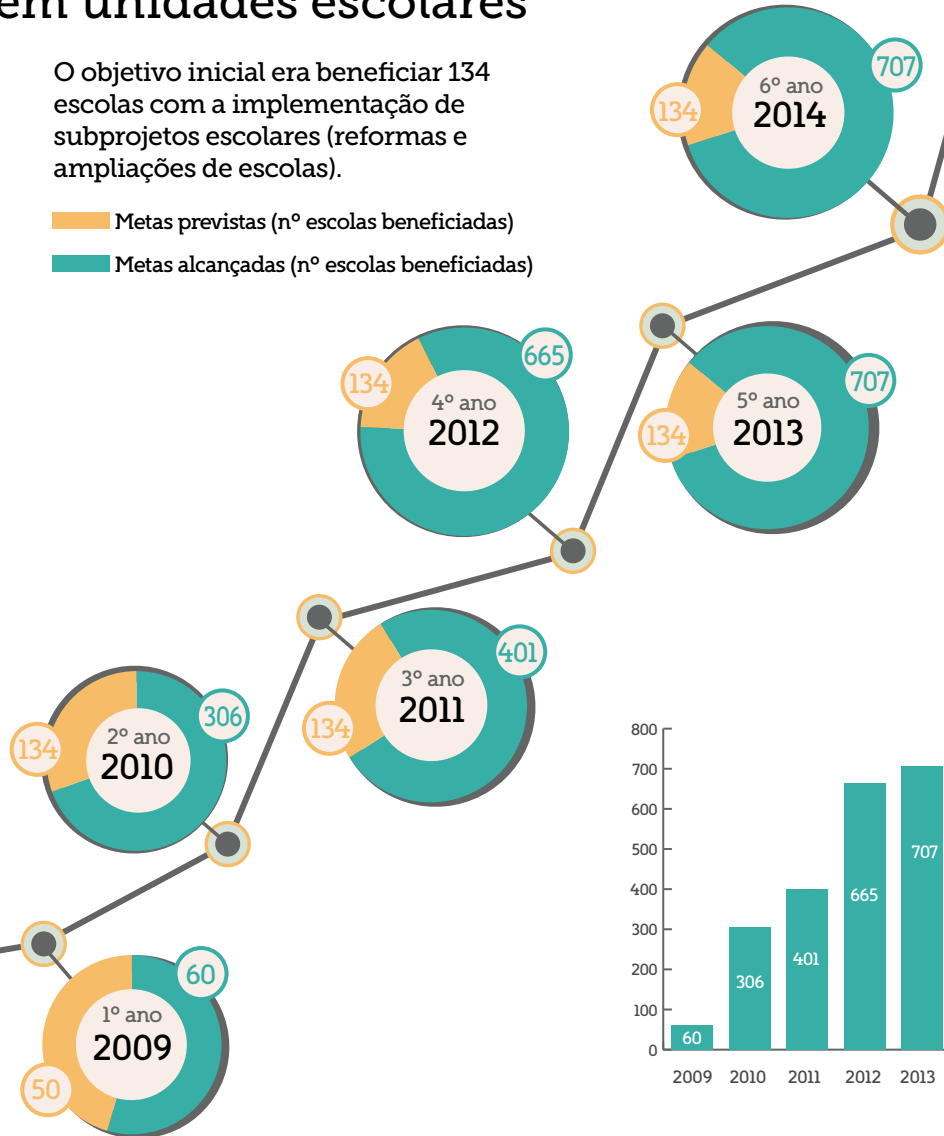 em unidades escolares
O objetivo inicial era beneficiar 134
escolas com a implementação de
subprojetos escolares (reformas e
ampliações de escolas).
Metas previstas (nº escolas beneficiadas)
Metas alcançadas (nº escolas beneficiadas)
707
134
6º ano
2014
665
134
4º ano
2012
707
134
5º ano
2013
401
134
3º ano
2011
306
134
2º ano
2010
60
50
1º ano
2009
800
700
600
500
400
300
200
100
0
60
306
401
665
707
2009 2010 2011 2012 2013